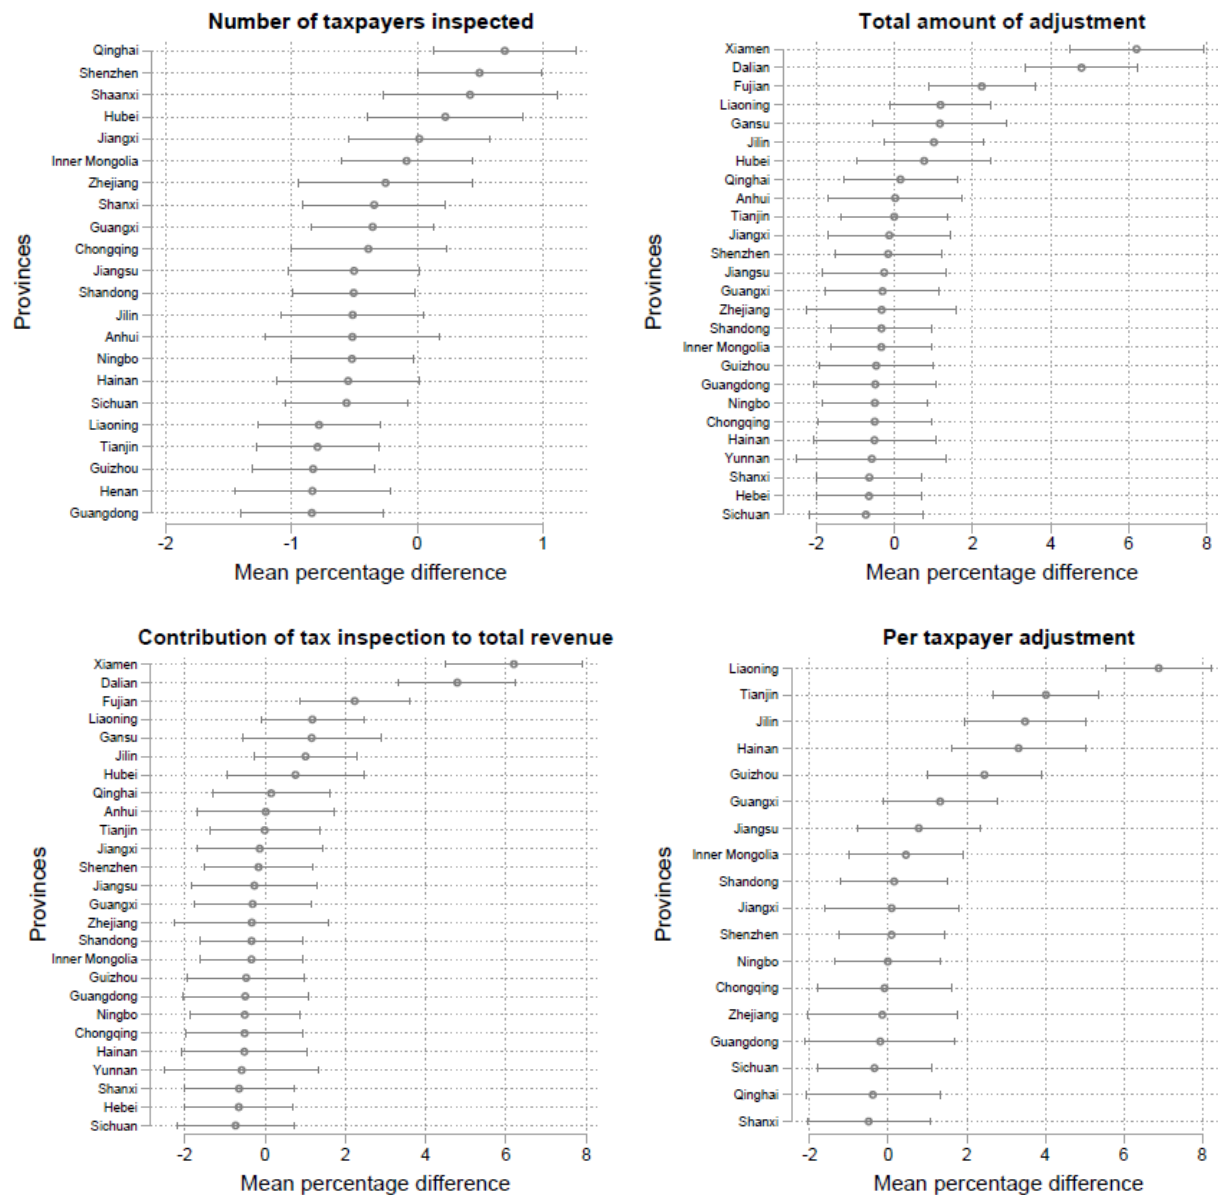 Number of taxpayers inspected
Provinces
Qinghai
Shenzhen
Shaanxi
Hubei
Jiangxi
Inner Mongolia
Zhejiang
Shanxi
Guangxi
Chongqing
Jiangsu
Shandong
Jilin
Anhui
Ningbo
Hainan
Sichuan
Liaoning
Tianjin
Guizhou
Henan
Guangdong
-2 -1 0 1
Mean percentage difference
Total amount of adjustment
Provinces
Xiamen
Dalian
Fujian
Liaoning
Gansu
Jilin
Hubei
Qinghai
Anhui
Tianjin
Jiangxi
Shenzhen
Jiangsu
Guangxi
Zhejiang
Shandong
Inner Mongolia
Guizhou
Guangdong
Ningbo
Chongqing
Hainan
Yunnan
Shanxi
Hebei
Sichuan
-2 0 2 4 6 8
Mean percentage difference
Contribution of tax inspection to total revenue
Provinces
Xiamen
Dalian
Fujian
Liaoning
Gansu
Jilin
Hubei
Qinghai
Anhui
Tianjin
Jiangxi
Shenzhen
Jiangsu
Guangxi
Zhejiang
Shandong
Inner Mongolia
Guizhou
Guangdong
Ningbo
Chongqing
Hainan
Yunnan
Shanxi
Hebei
Sichuan
-2 0 2 4 6 8
Mean percentage difference
Per taxpayer adjustment
Provinces
Liaoning
Tianjin
Jilin
Hainan
Guizhou
Guangxi
Jiangsu
Inner Mongolia
Shandong
Jiangxi
Shenzhen
Ningbo
Chongqing
Zhejiang
Guangdong
Sichuan
Qinghai
Shanxi
-2 0 2 4 6 8
Mean percentage difference